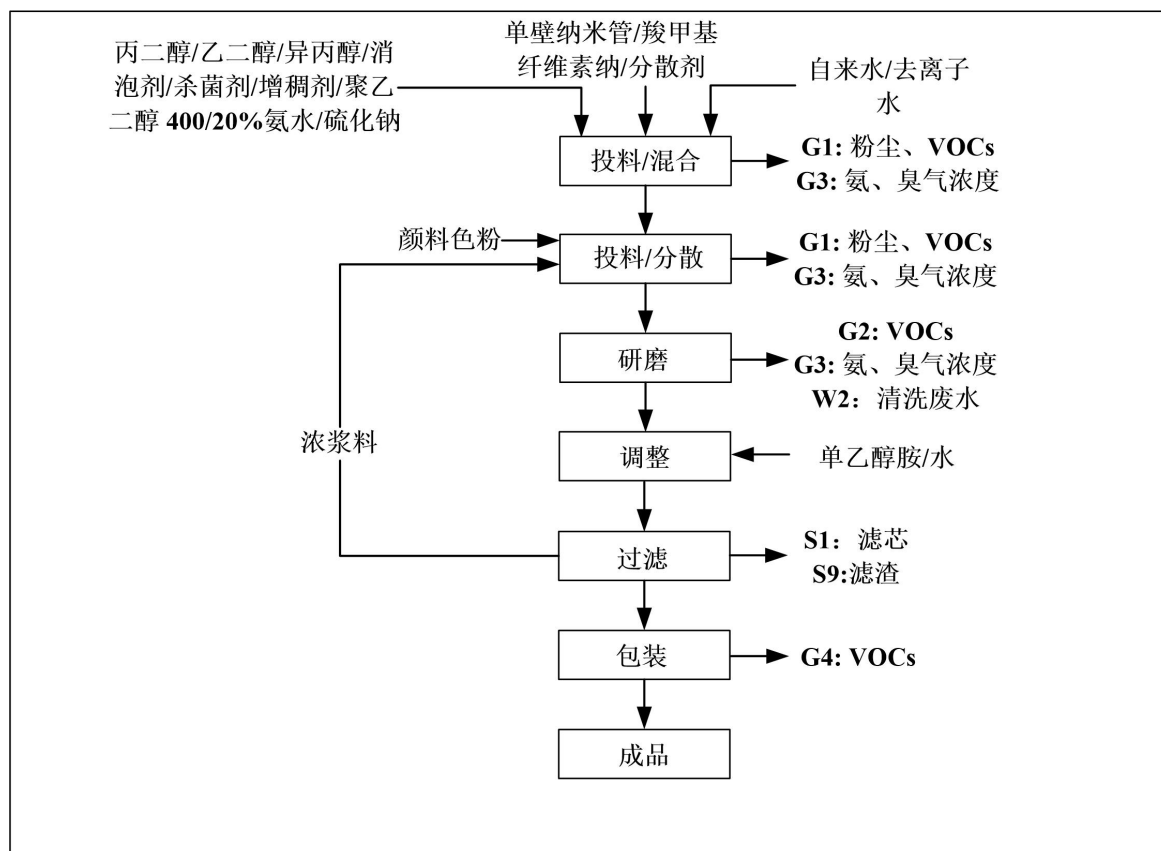 丙二醇/乙二醇/异丙醇/消
泡剂/杀菌剂/增稠剂/聚乙
二醇 400/20%氨水/硫化钠
单壁纳米管/羧甲基
纤维素纳/分散剂
自来水/去离子
水
投料/混合
G1: 粉尘、VOCs
G3: 氨、臭气浓度
颜料色粉
投料/分散
G1: 粉尘、VOCs
G3: 氨、臭气浓度
研磨
G2: VOCs
G3: 氨、臭气浓度
W2：清洗废水
浓浆料
调整
单乙醇胺/水
过滤
S1：滤芯
S9:滤渣
包装
G4: VOCs
成品